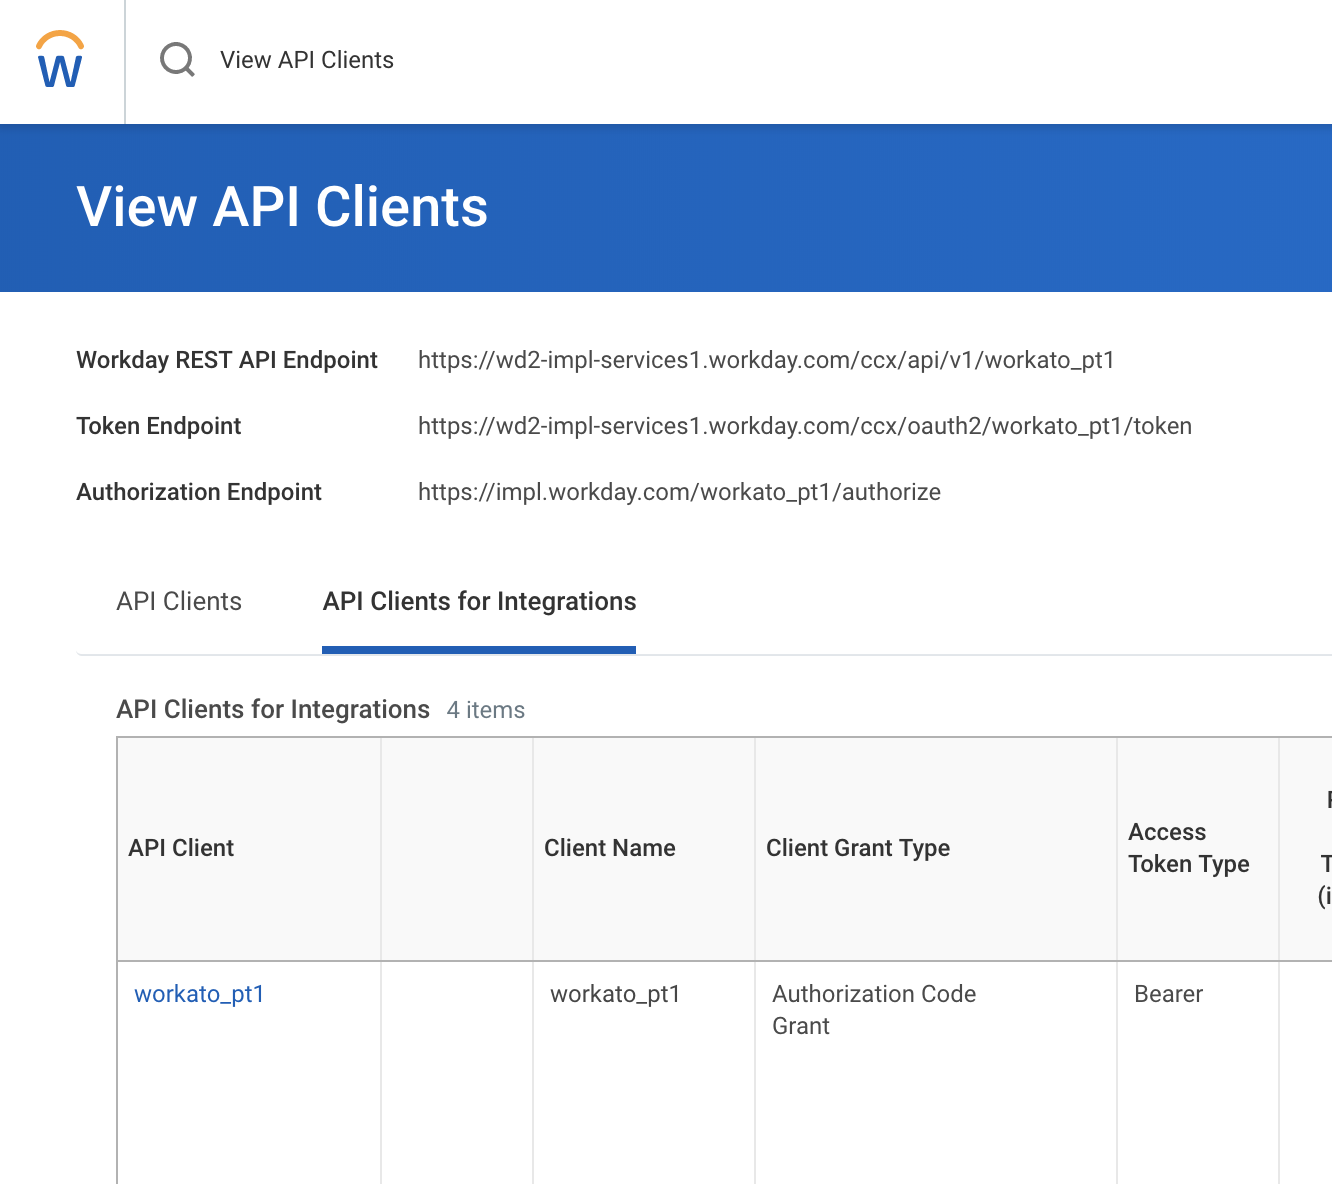 W
View API Clients
View API Clients
Workday REST API Endpoint https://wd2-impl-services1.workday.com/ccx/api/v1/workato_pt1
Token Endpoint https://wd2-impl-services1.workday.com/ccx/oauth2/workato_pt1/token
Authorization Endpoint https://impl.workday.com/workato_pt1/authorize
API Clients API Clients for Integrations
API Clients for Integrations 4 items
API Client Client Name Client Grant Type Access
Token Type
workato_pt1 workato_pt1 Authorization Code Bearer
Grant